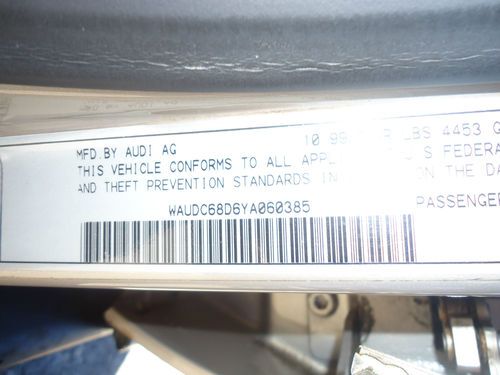 MFD.BY AUDI AG 10 99 LBS 4453 G
THIS VEHICLE CONFORMS TO ALL APPL S FEDERA
AND THEFT PREVENTION STANDARDS IN ON THE DA
WAUDC68D6YA060385
PASSENGER